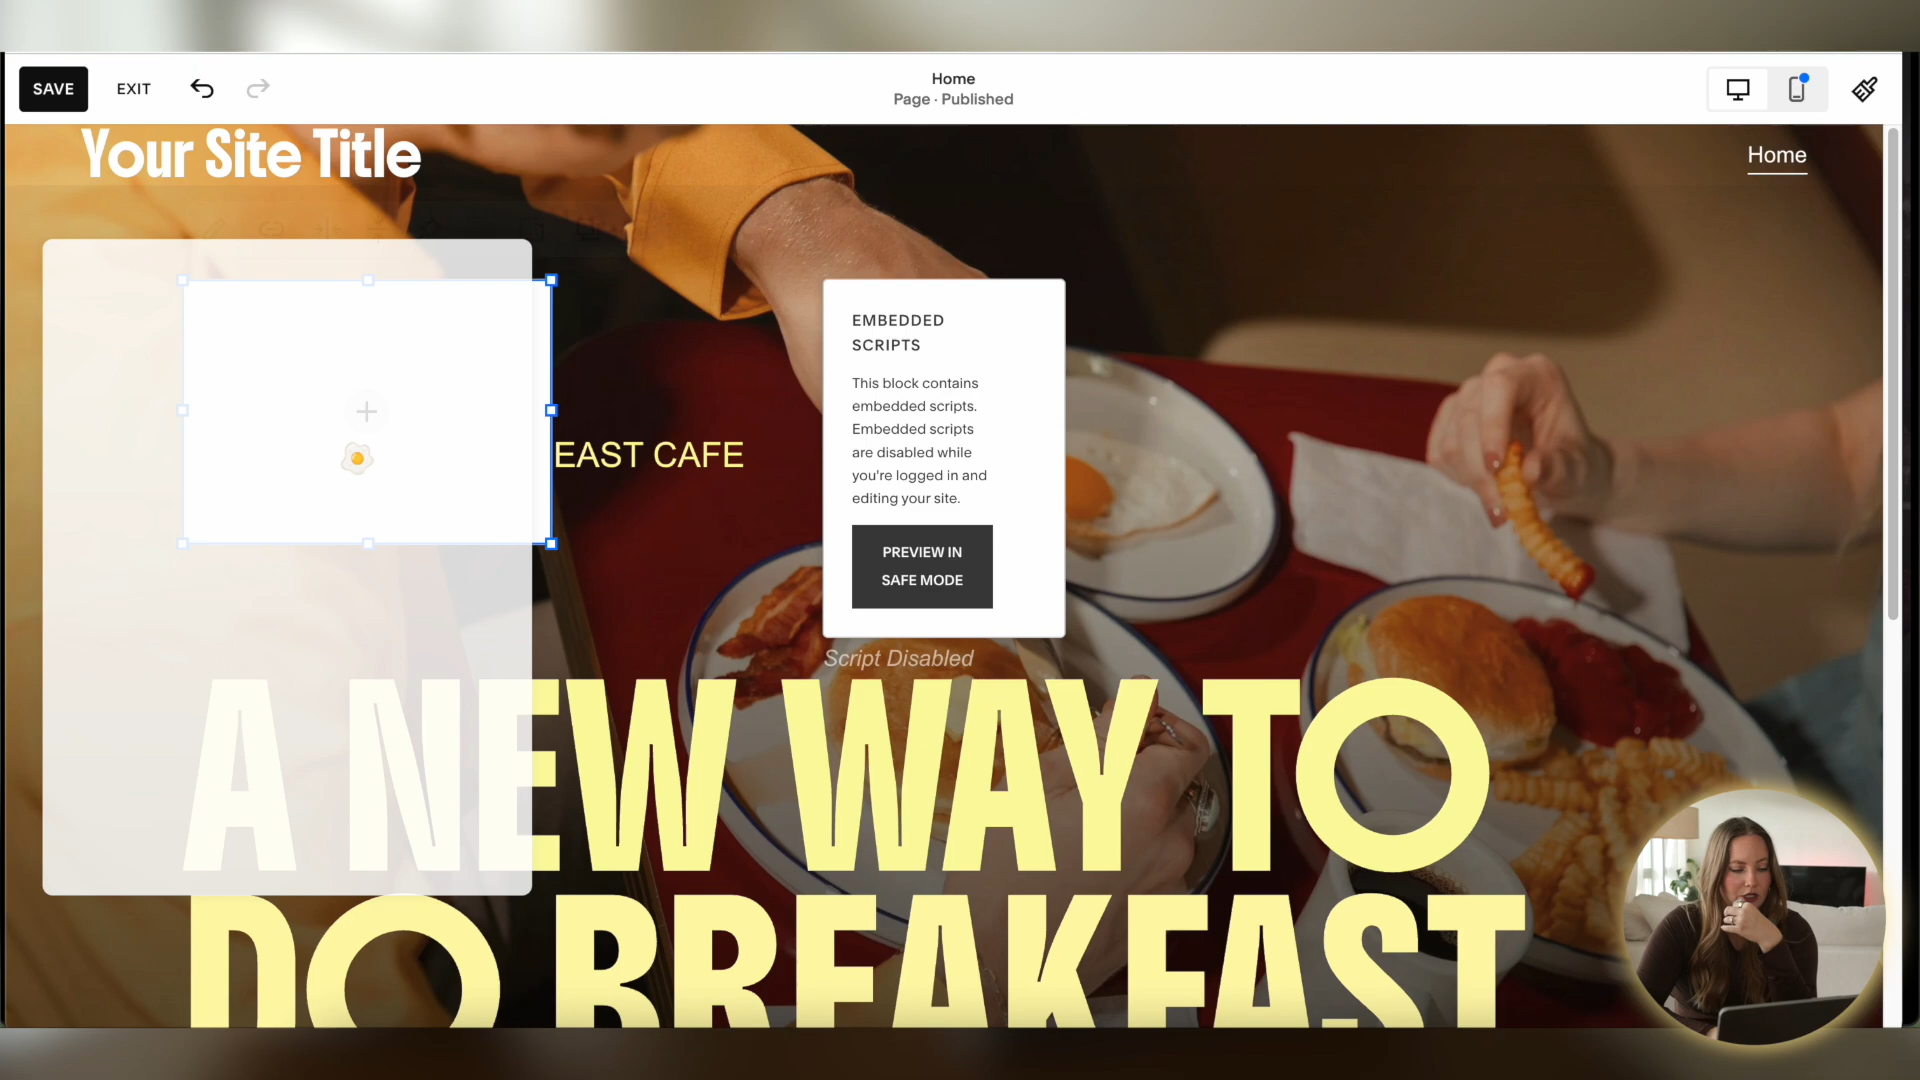 SAVE
EXIT
Home
Page · Published
Your Site Title
Home
EMBEDDED
SCRIPTS
This block contains
embedded scripts.
Embedded scripts
are disabled while
you're logged in and
editing your site.
PREVIEW IN
SAFE MODE
EAST CAFE
Script Disabled
A NEW WAY TO
DO BREAKFAST